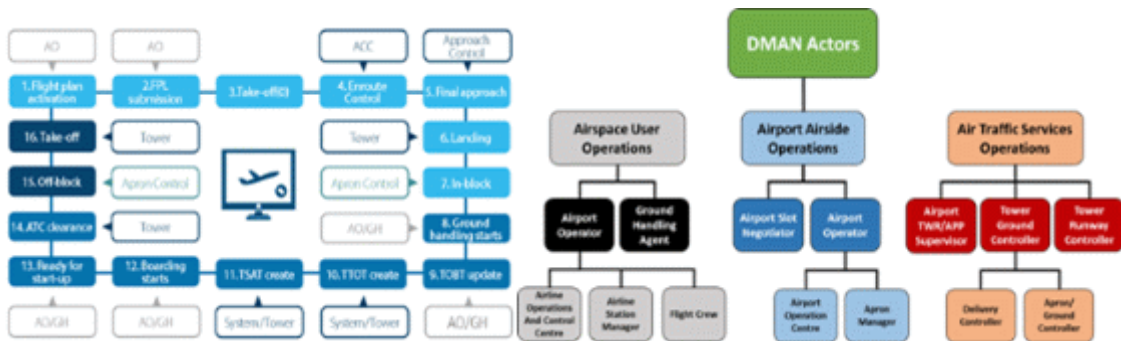 AO
AO
ACC
Approach
Control
1. Flight plan
activation
2.FPL
submission
3.Take-off(D)
4. Enroute
Control
5. Final approach
16. Take-off
Tower
Tower
6. Landing
15. Off-block
Apron Control
Apron Control
7. In-block
14. ATC clearance
Tower
AO/GH
8. Ground
handling starts
13. Ready for
start-up
12. Boarding
starts
11. TSAT create
10. TTOT create
9. TOBT update
AO/GH
AO/GH
System/Tower
System/Tower
AO/GH
DMAN Actors
Airspace User
Operations
Airport Airside
Operations
Air Traffic Services
Operations
Airport
Operator
Ground
Handling
Agent
Airport Slot
Negotiator
Airport
Operator
Airport
TWR/APP
Supervisor
Tower
Ground
Controller
Tower
Runway
Controller
Airline
Operations
And Control
Centre
Airline
Station
Manager
Flight Crew
Airport
Operation
Centre
Apron
Manager
Delivery
Controller
Apron/
Ground
Controller